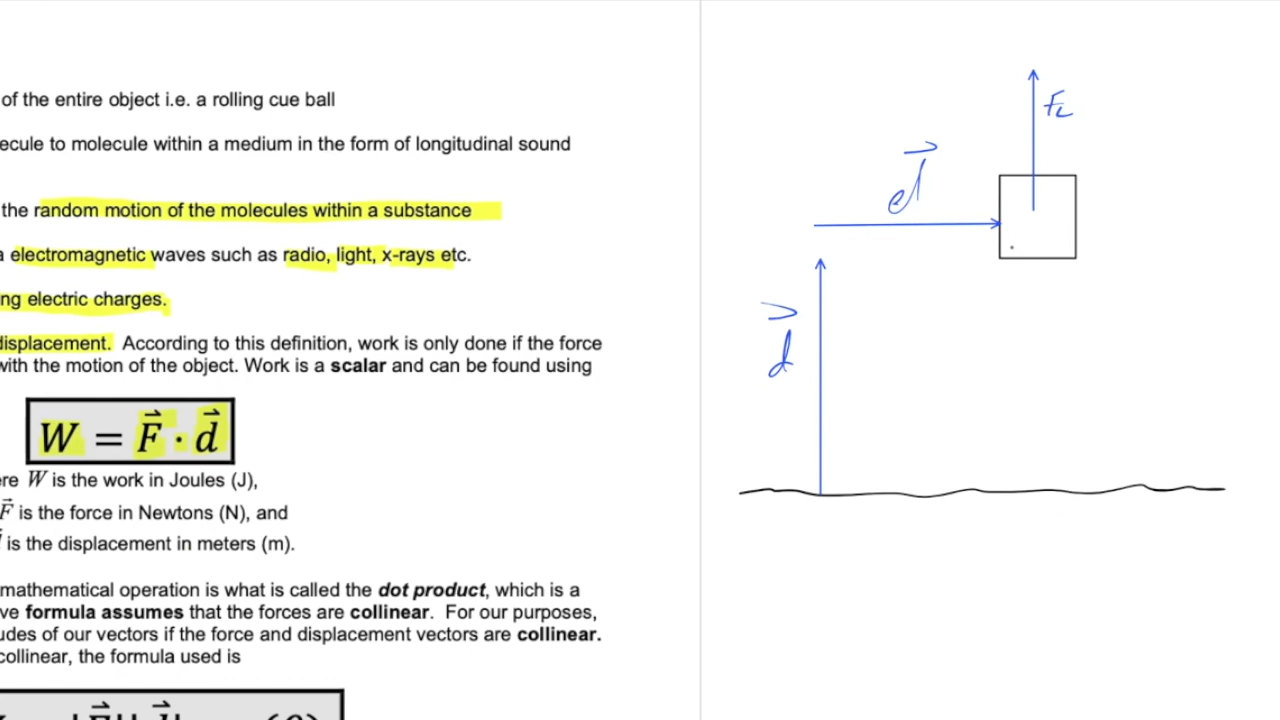 of the entire object i.e. a rolling cue ball
ecule to molecule within a medium in the form of longitudinal sound
the random motion of the molecules within a substance
a electromagnetic waves such as radio, light, x-rays etc.
ng electric charges.
displacement. According to this definition, work is only done if the force
with the motion of the object. Work is a scalar and can be found using
W = F⃗ · d⃗
ere W is the work in Joules (J),
F⃗ is the force in Newtons (N), and
is the displacement in meters (m).
mathematical operation is what is called the dot product, which is a
ve formula assumes that the forces are collinear. For our purposes,
udes of our vectors if the force and displacement vectors are collinear.
collinear, the formula used is
F_L
d⃗
d⃗